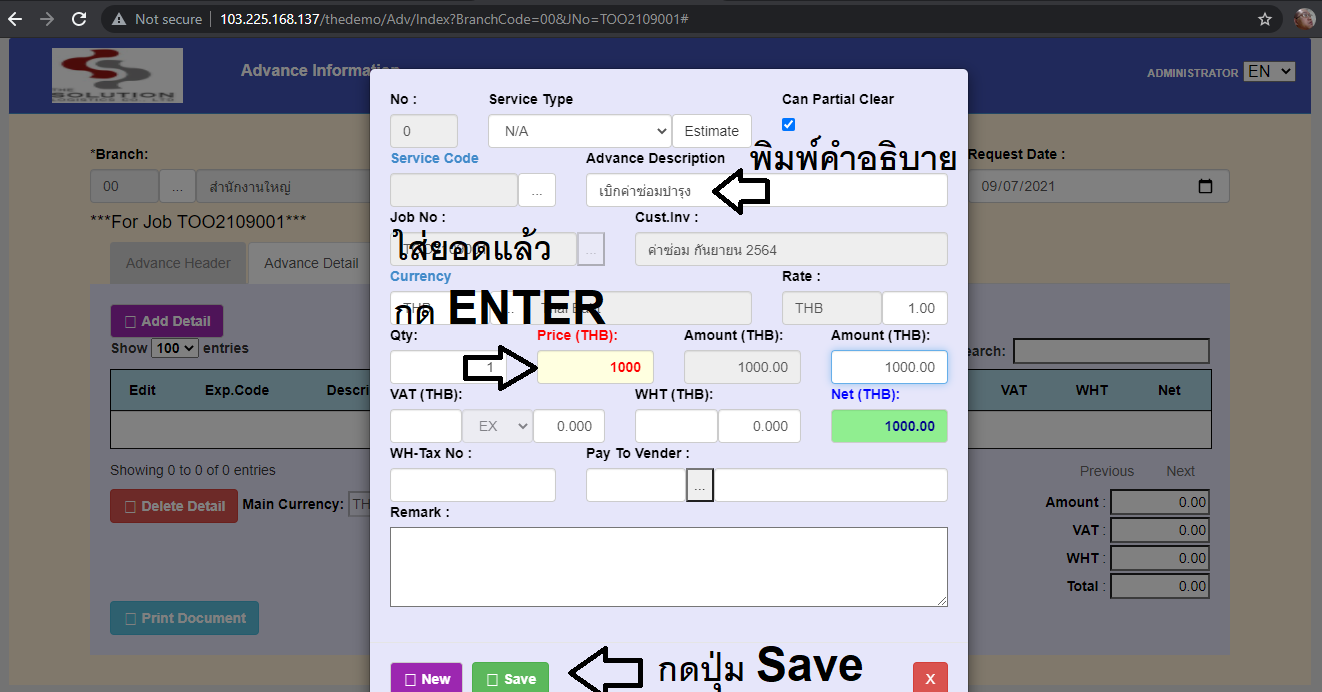 Not secure 103.225.168.137/thedemo/Adv/Index?BranchCode=00&JNo=TOO2109001#
THE SOLUTION
LOGISTICS CO., LTD
Advance Information
ADMINISTRATOR EN
No : Service Type Can Partial Clear
0 N/A Estimate
*Branch: Service Code Advance Description พิมพ์คำอธิบาย Request Date :
00 ... สำนักงานใหญ่ ... เบิกค่าซ่อมบำรุง 09/07/2021
***For Job TOO2109001*** Job No : Cust.Inv :
ใส่ยอดแล้ว ... ค่าซ่อม กันยายน 2564
Advance Header Advance Detail
Currency Rate :
กด ENTER THB 1.00
Add Detail Qty: Price (THB): Amount (THB): Amount (THB):
Show 100 entries earch:
1 1000 1000.00 1000.00
Edit Exp.Code Descri VAT WHT Net
VAT (THB): WHT (THB): Net (THB):
EX 0.000 0.000 1000.00
WH-Tax No : Pay To Vender :
Showing 0 to 0 of 0 entries ... Previous Next
Delete Detail Main Currency: TH Amount : 0.00
Remark :
VAT : 0.00
WHT : 0.00
Total : 0.00
Print Document
New Save กดปุ่ม Save X